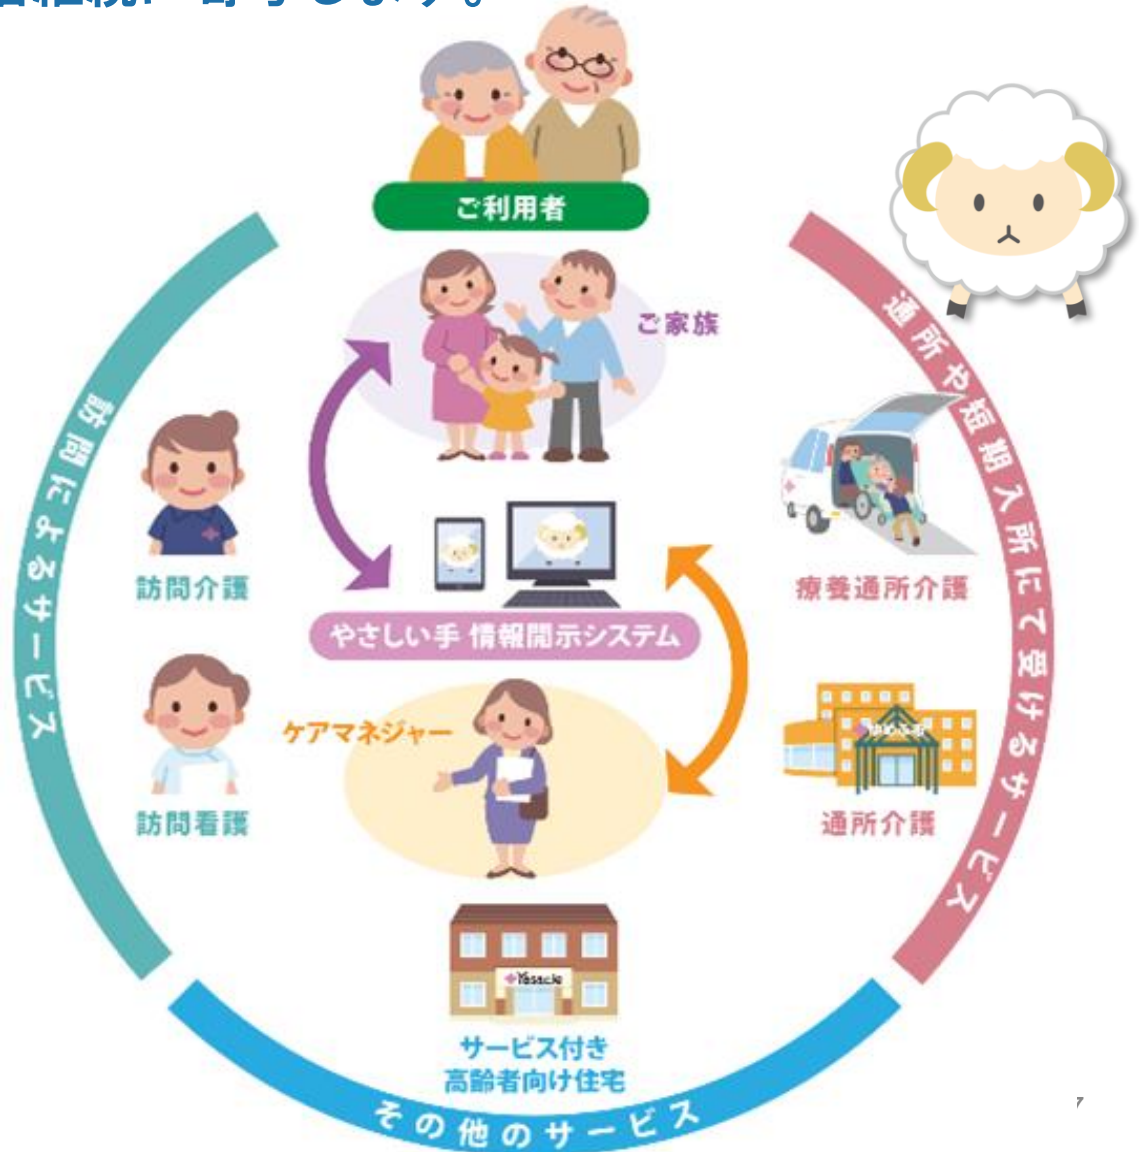 ご利用者
ご家族
訪問によるサービス
通所や短期入所にて受けるサービス
訪問介護
療養通所介護
やさしい手 情報開示システム
ケアマネジャー
訪問看護
通所介護
サービス付き
高齢者向け住宅
その他のサービス